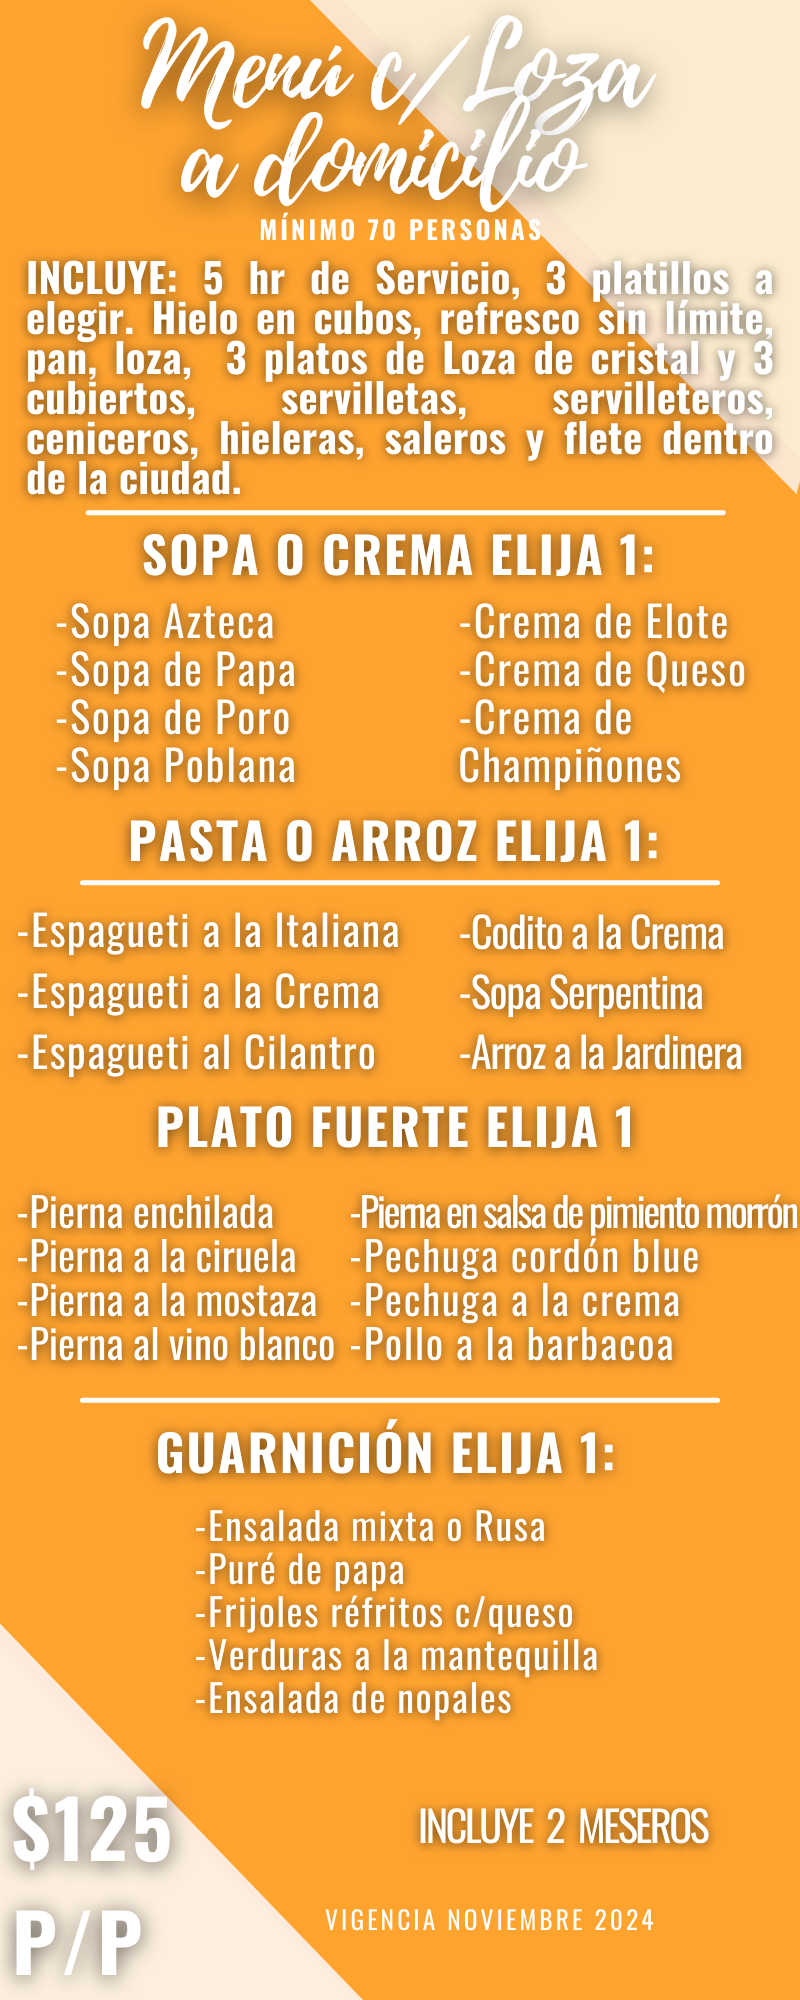 Menú c/ Loza
a domicilio
MÍNIMO 70 PERSONAS
INCLUYE: 5 hr de Servicio, 3 platillos a
elegir. Hielo en cubos, refresco sin límite,
pan, loza, 3 platos de Loza de cristal y 3
cubiertos, servilletas, servilleteros,
ceniceros, hieleras, saleros y flete dentro
de la ciudad.
SOPA O CREMA ELIJA 1:
-Sopa Azteca
-Sopa de Papa
-Sopa de Poro
-Sopa Poblana
-Crema de Elote
-Crema de Queso
-Crema de
Champiñones
PASTA O ARROZ ELIJA 1:
-Espagueti a la Italiana
-Espagueti a la Crema
-Espagueti al Cilantro
-Codito a la Crema
-Sopa Serpentina
-Arroz a la Jardinera
PLATO FUERTE ELIJA 1
-Pierna enchilada
-Pierna a la ciruela
-Pierna a la mostaza
-Pierna al vino blanco
-Pierna en salsa de pimiento morrón
-Pechuga cordón blue
-Pechuga a la crema
-Pollo a la barbacoa
GUARNICIÓN ELIJA 1:
-Ensalada mixta o Rusa
-Puré de papa
-Frijoles réfritos c/queso
-Verduras a la mantequilla
-Ensalada de nopales
$125
P/P
INCLUYE 2 MESEROS
VIGENCIA NOVIEMBRE 2024